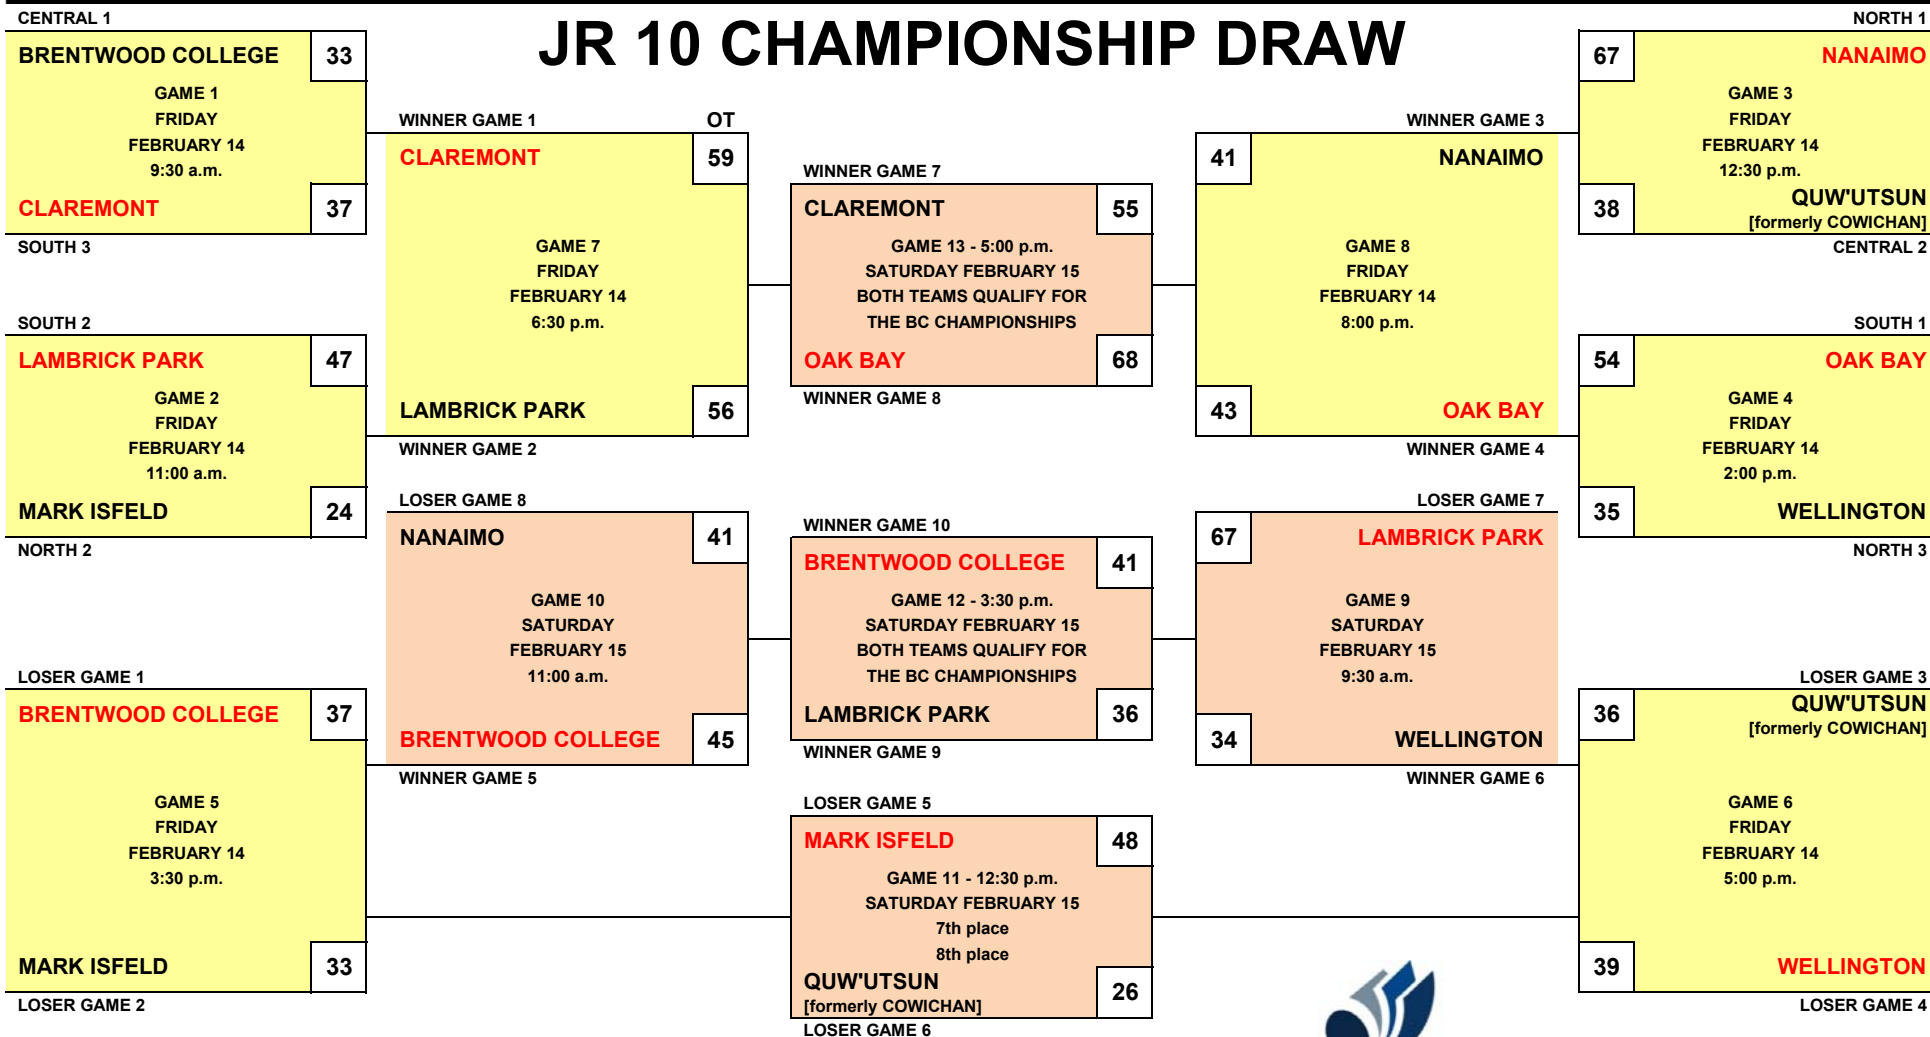 JR 10 CHAMPIONSHIP DRAW
CENTRAL 1
BRENTWOOD COLLEGE 33
GAME 1
FRIDAY
FEBRUARY 14
9:30 a.m.
CLAREMONT 37
SOUTH 3
SOUTH 2
LAMBRICK PARK 47
GAME 2
FRIDAY
FEBRUARY 14
11:00 a.m.
MARK ISFELD 24
NORTH 2
LOSER GAME 1
BRENTWOOD COLLEGE 37
GAME 5
FRIDAY
FEBRUARY 14
3:30 p.m.
MARK ISFELD 33
LOSER GAME 2
WINNER GAME 1 OT
CLAREMONT 59
GAME 7
FRIDAY
FEBRUARY 14
6:30 p.m.
LAMBRICK PARK 56
WINNER GAME 2
LOSER GAME 8
NANAIMO 41
GAME 10
SATURDAY
FEBRUARY 15
11:00 a.m.
BRENTWOOD COLLEGE 45
WINNER GAME 5
WINNER GAME 7
CLAREMONT 55
GAME 13 - 5:00 p.m.
SATURDAY FEBRUARY 15
BOTH TEAMS QUALIFY FOR
THE BC CHAMPIONSHIPS
OAK BAY 68
WINNER GAME 8
WINNER GAME 10
BRENTWOOD COLLEGE 41
GAME 12 - 3:30 p.m.
SATURDAY FEBRUARY 15
BOTH TEAMS QUALIFY FOR
THE BC CHAMPIONSHIPS
LAMBRICK PARK 36
WINNER GAME 9
LOSER GAME 5
MARK ISFELD 48
GAME 11 - 12:30 p.m.
SATURDAY FEBRUARY 15
7th place
8th place
QUW'UTSUN
[formerly COWICHAN] 26
LOSER GAME 6
WINNER GAME 3
41 NANAIMO
GAME 8
FRIDAY
FEBRUARY 14
8:00 p.m.
43 OAK BAY
WINNER GAME 4
LOSER GAME 7
67 LAMBRICK PARK
GAME 9
SATURDAY
FEBRUARY 15
9:30 a.m.
34 WELLINGTON
WINNER GAME 6
NORTH 1
67 NANAIMO
GAME 3
FRIDAY
FEBRUARY 14
12:30 p.m.
38 QUW'UTSUN
[formerly COWICHAN]
CENTRAL 2
SOUTH 1
54 OAK BAY
GAME 4
FRIDAY
FEBRUARY 14
2:00 p.m.
35 WELLINGTON
NORTH 3
LOSER GAME 3
36 QUW'UTSUN
[formerly COWICHAN]
GAME 6
FRIDAY
FEBRUARY 14
5:00 p.m.
39 WELLINGTON
LOSER GAME 4